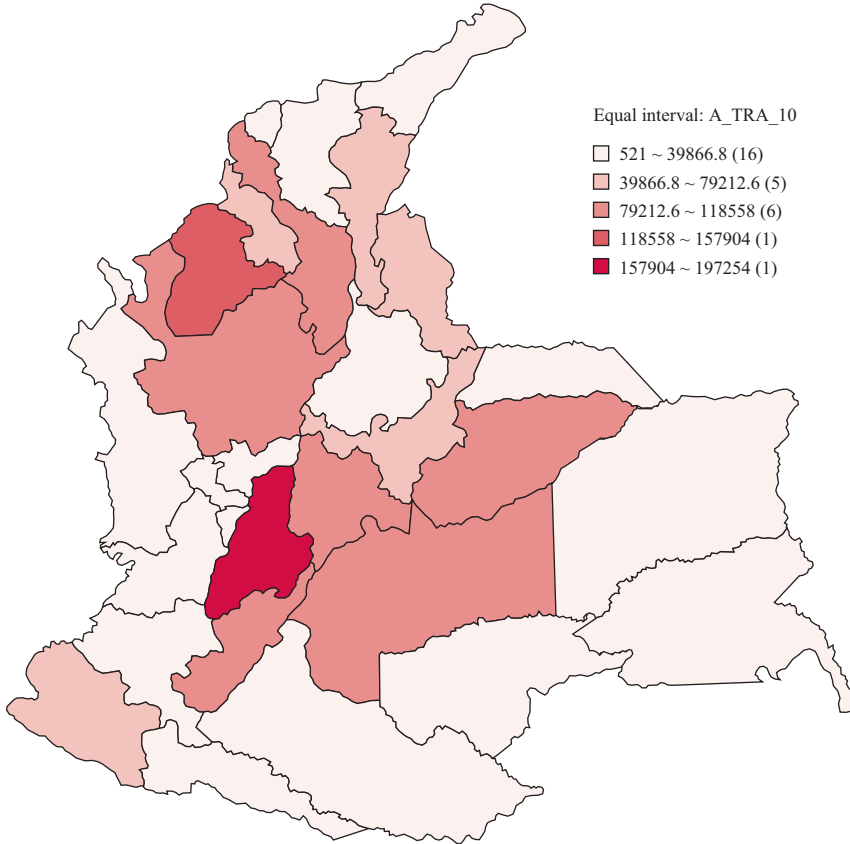 Equal interval: A_TRA_10
521 ~ 39866.8 (16)
39866.8 ~ 79212.6 (5)
79212.6 ~ 118558 (6)
118558 ~ 157904 (1)
157904 ~ 197254 (1)